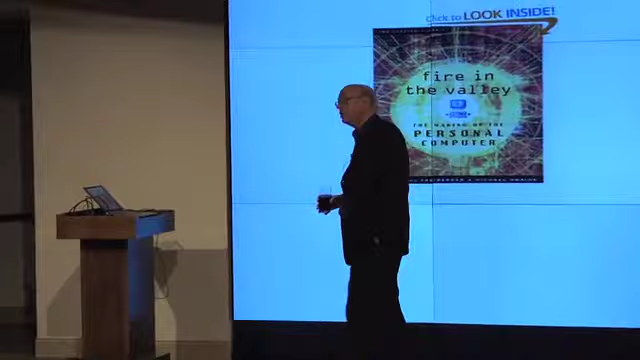 Click to LOOK INSIDE!
fire in
the valley
THE MAKING OF THE
PERSONAL
COMPUTER